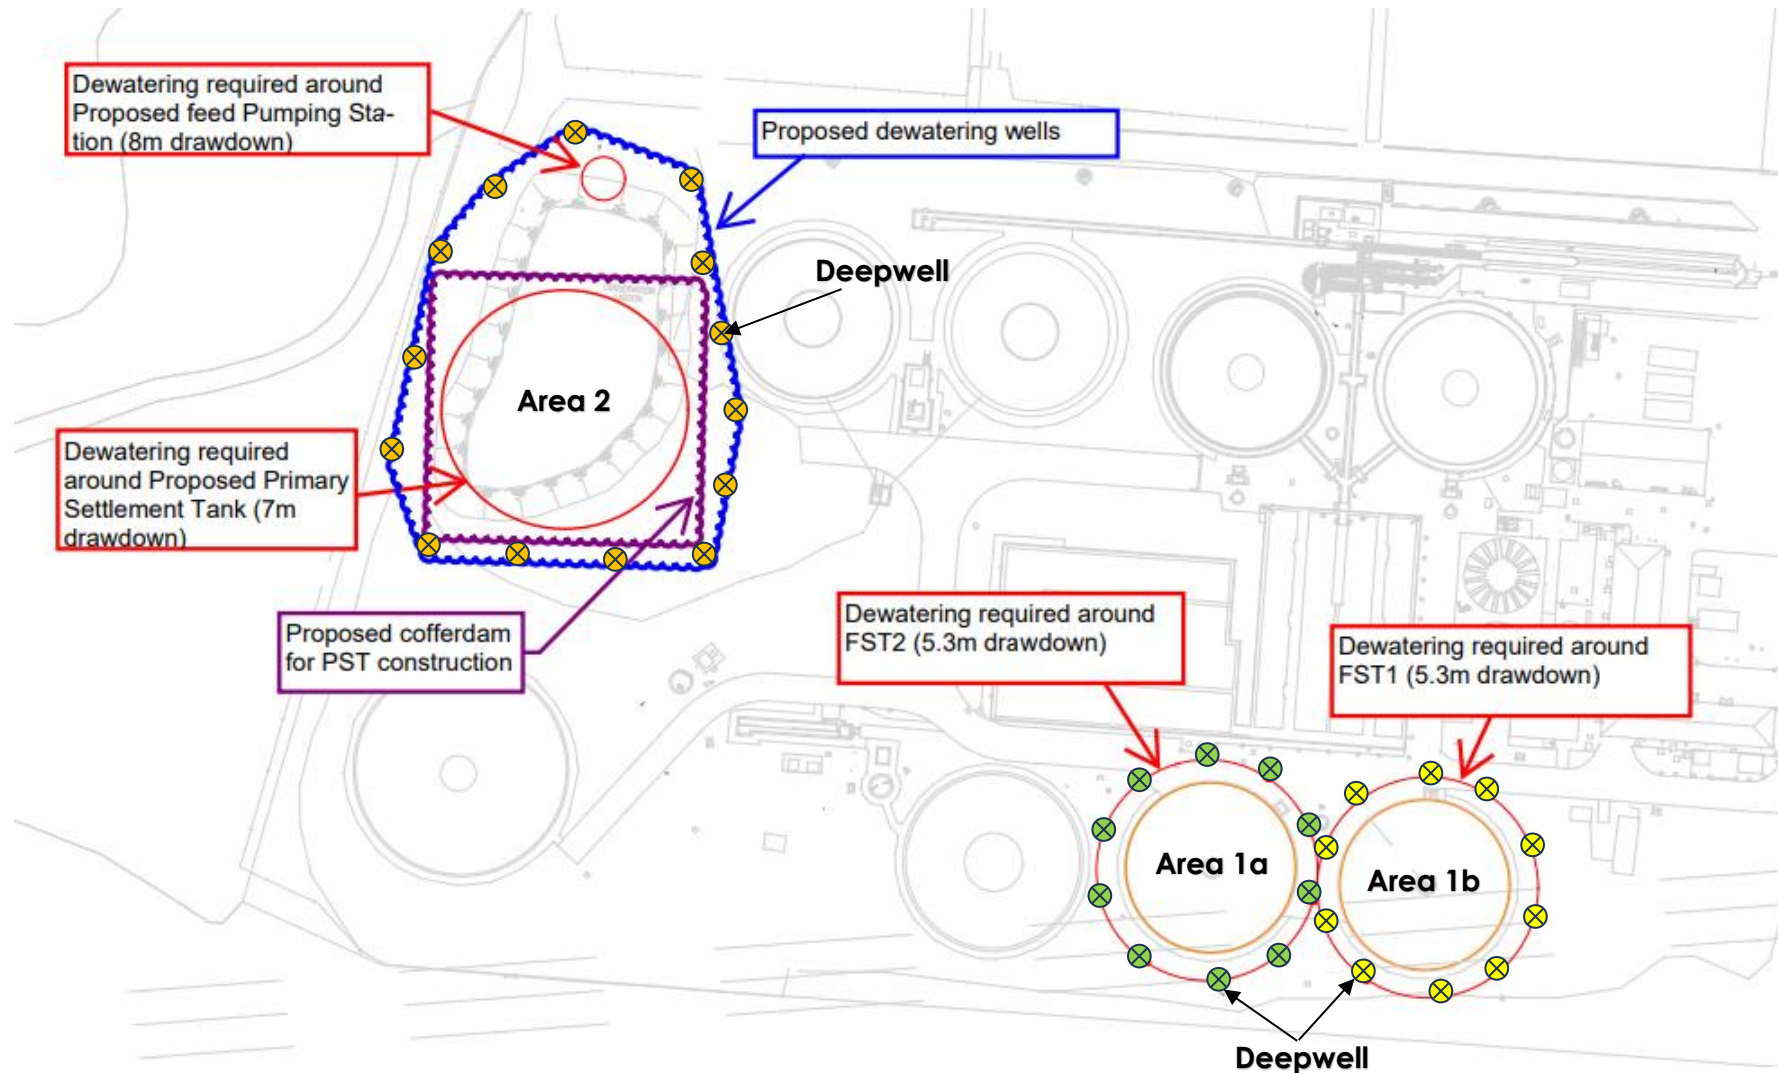 Dewatering required around
Proposed feed Pumping Sta-
tion (8m drawdown)
Proposed dewatering wells
Deepwell
Area 2
Dewatering required
around Proposed Primary
Settlement Tank (7m
drawdown)
Proposed cofferdam
for PST construction
Dewatering required around
FST2 (5.3m drawdown)
Dewatering required around
FST1 (5.3m drawdown)
Area 1a
Area 1b
Deepwell